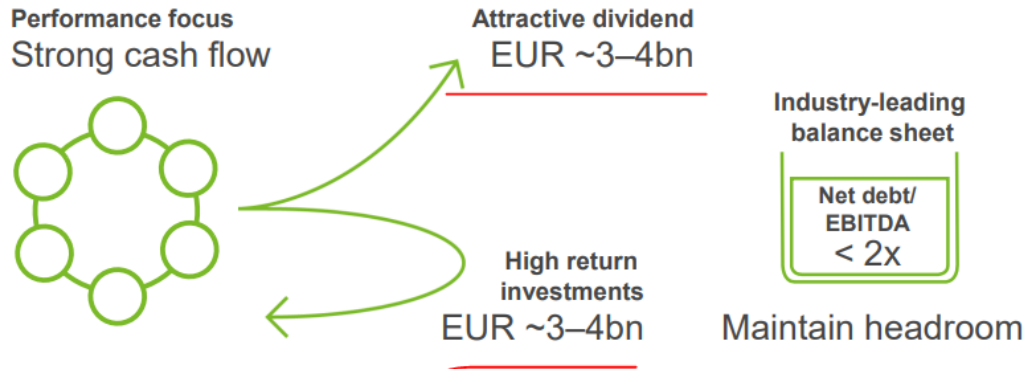 Performance focus
Strong cash flow
Attractive dividend
EUR ~3–4bn
Industry-leading
balance sheet
Net debt/
EBITDA
< 2x
High return
investments
EUR ~3–4bn
Maintain headroom